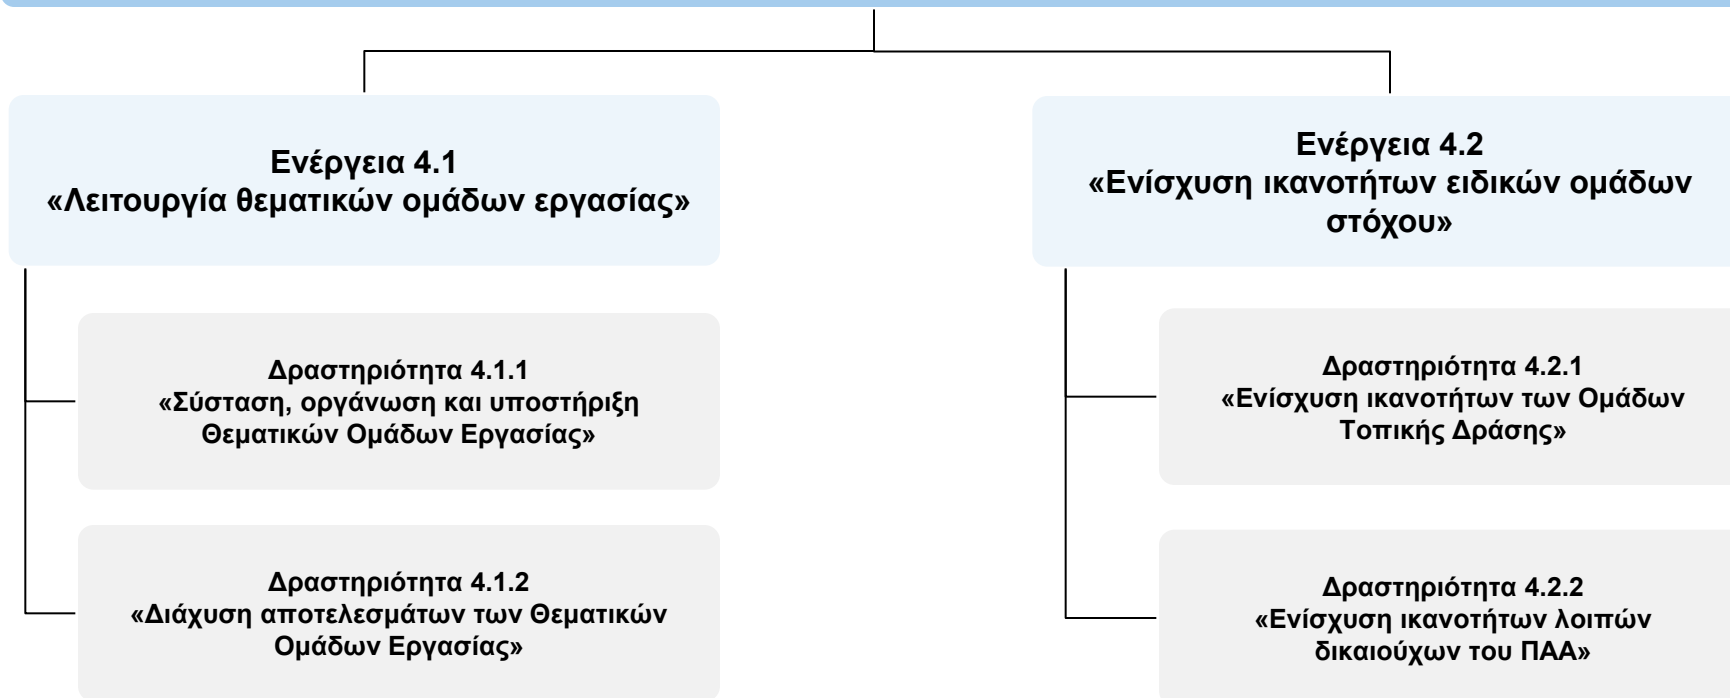 Ενέργεια 4.1
«Λειτουργία θεματικών ομάδων εργασίας»
Ενέργεια 4.2
«Ενίσχυση ικανοτήτων ειδικών ομάδων
στόχου»
Δραστηριότητα 4.1.1
«Σύσταση, οργάνωση και υποστήριξη
Θεματικών Ομάδων Εργασίας»
Δραστηριότητα 4.2.1
«Ενίσχυση ικανοτήτων των Ομάδων
Τοπικής Δράσης»
Δραστηριότητα 4.1.2
«Διάχυση αποτελεσμάτων των Θεματικών
Ομάδων Εργασίας»
Δραστηριότητα 4.2.2
«Ενίσχυση ικανοτήτων λοιπών
δικαιούχων του ΠΑΑ»